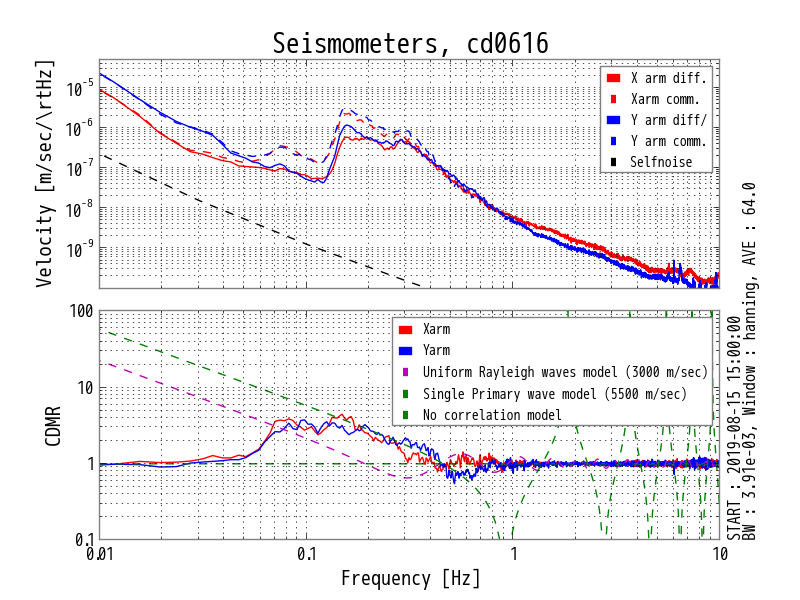 Seismometers, cd0616
Velocity [m/sec/\rtHz]
10^-5
10^-6
10^-7
10^-8
10^-9
X arm diff.
Xarm comm.
Y arm diff/
Y arm comm.
Selfnoise
CDMR
100
10
1
0.1
Xarm
Yarm
Uniform Rayleigh waves model (3000 m/sec)
Single Primary wave model (5500 m/sec)
No correlation model
0.01
0.1
1
10
Frequency [Hz]
START : 2019-08-15 15:00:00
BW : 3.91e-03, Window : hanning, AVE : 64.0